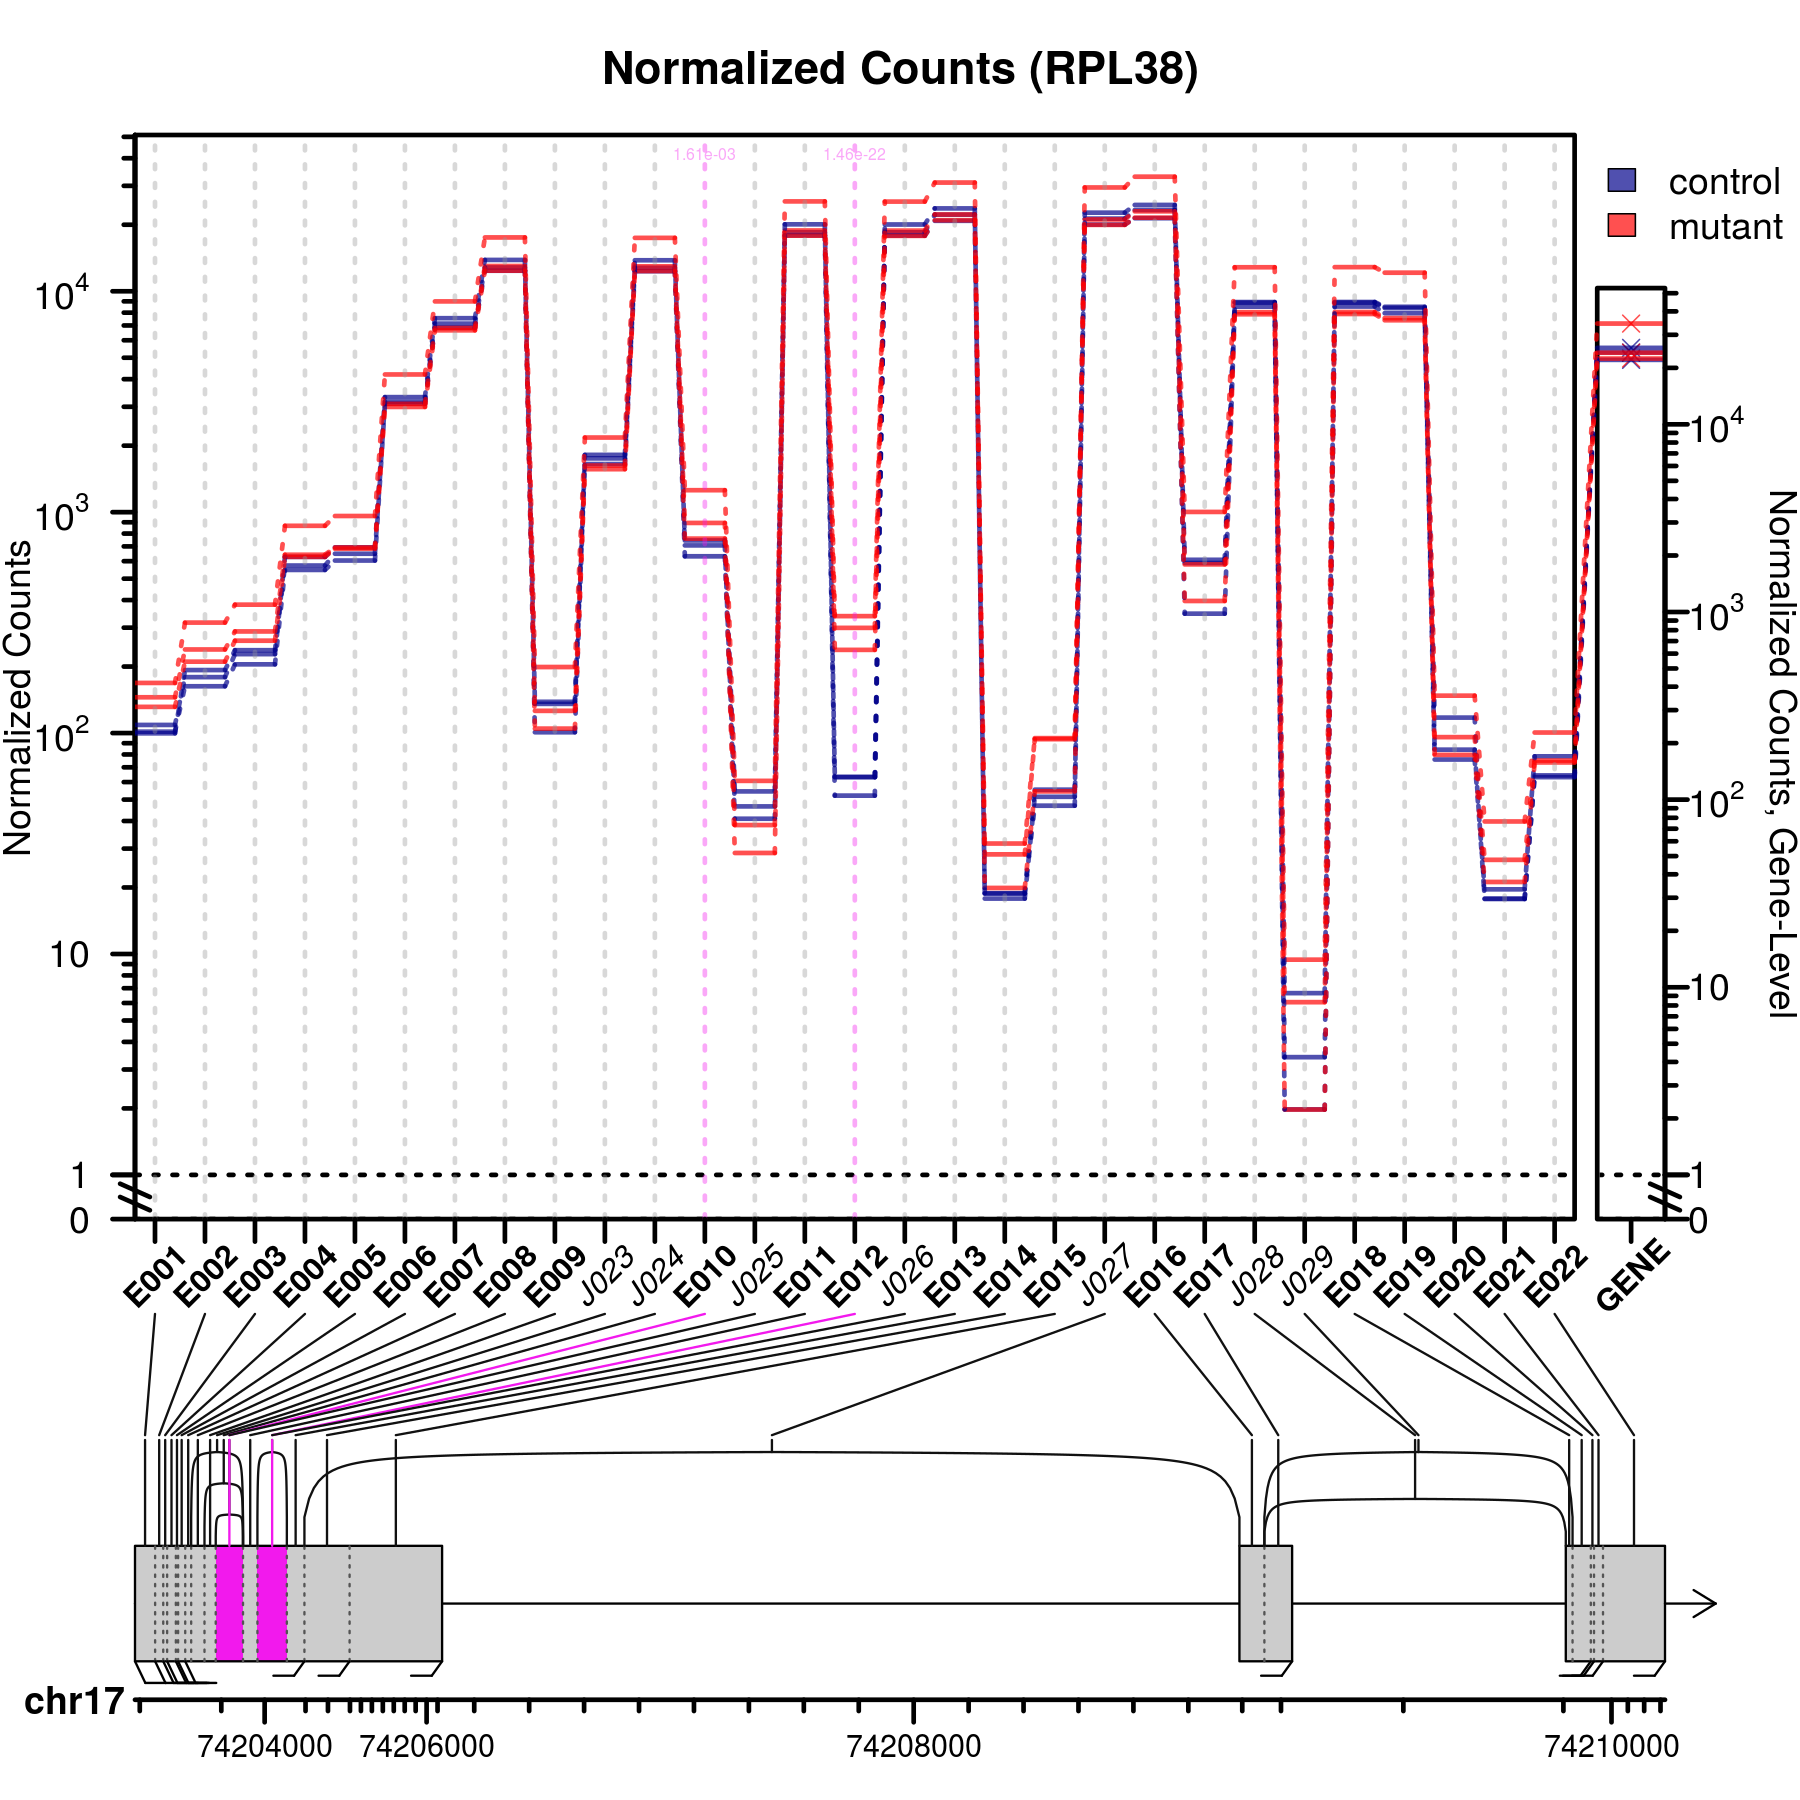 Normalized Counts (RPL38)
1.61e-03 1.46e-22
control
mutant
Normalized Counts
10^4
10^3
10^2
10
1
0
10^4
10^3
10^2
10
1
0
Normalized Counts, Gene-Level
E001 E002 E003 E004 E005 E006 E007 E008 E009 J023 J024 E010 J025 E011 E012 J026 E013 E014 E015 J027 E016 E017 J028 J029 E018 E019 E020 E021 E022 GENE
chr17
74204000 74206000 74208000 74210000